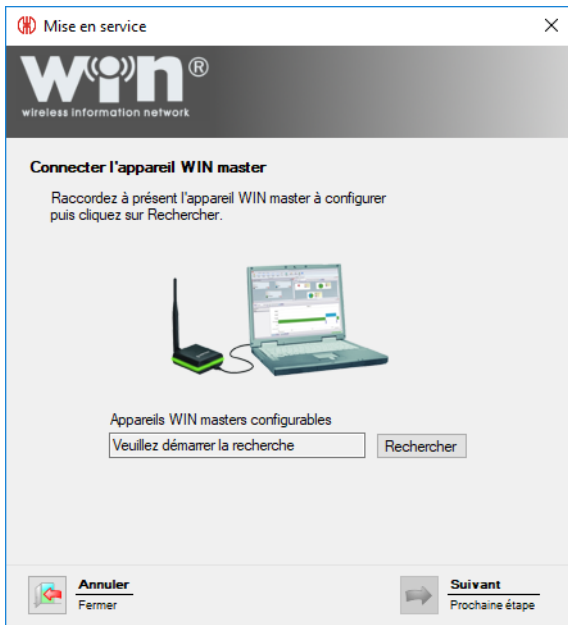 Mise en service
WIN®
wireless information network
Connecter l'appareil WIN master
Raccordez à présent l'appareil WIN master à configurer
puis cliquez sur Rechercher.
Appareils WIN masters configurables
Veuillez démarrer la recherche
Rechercher
Annuler
Fermer
Suivant
Prochaine étape